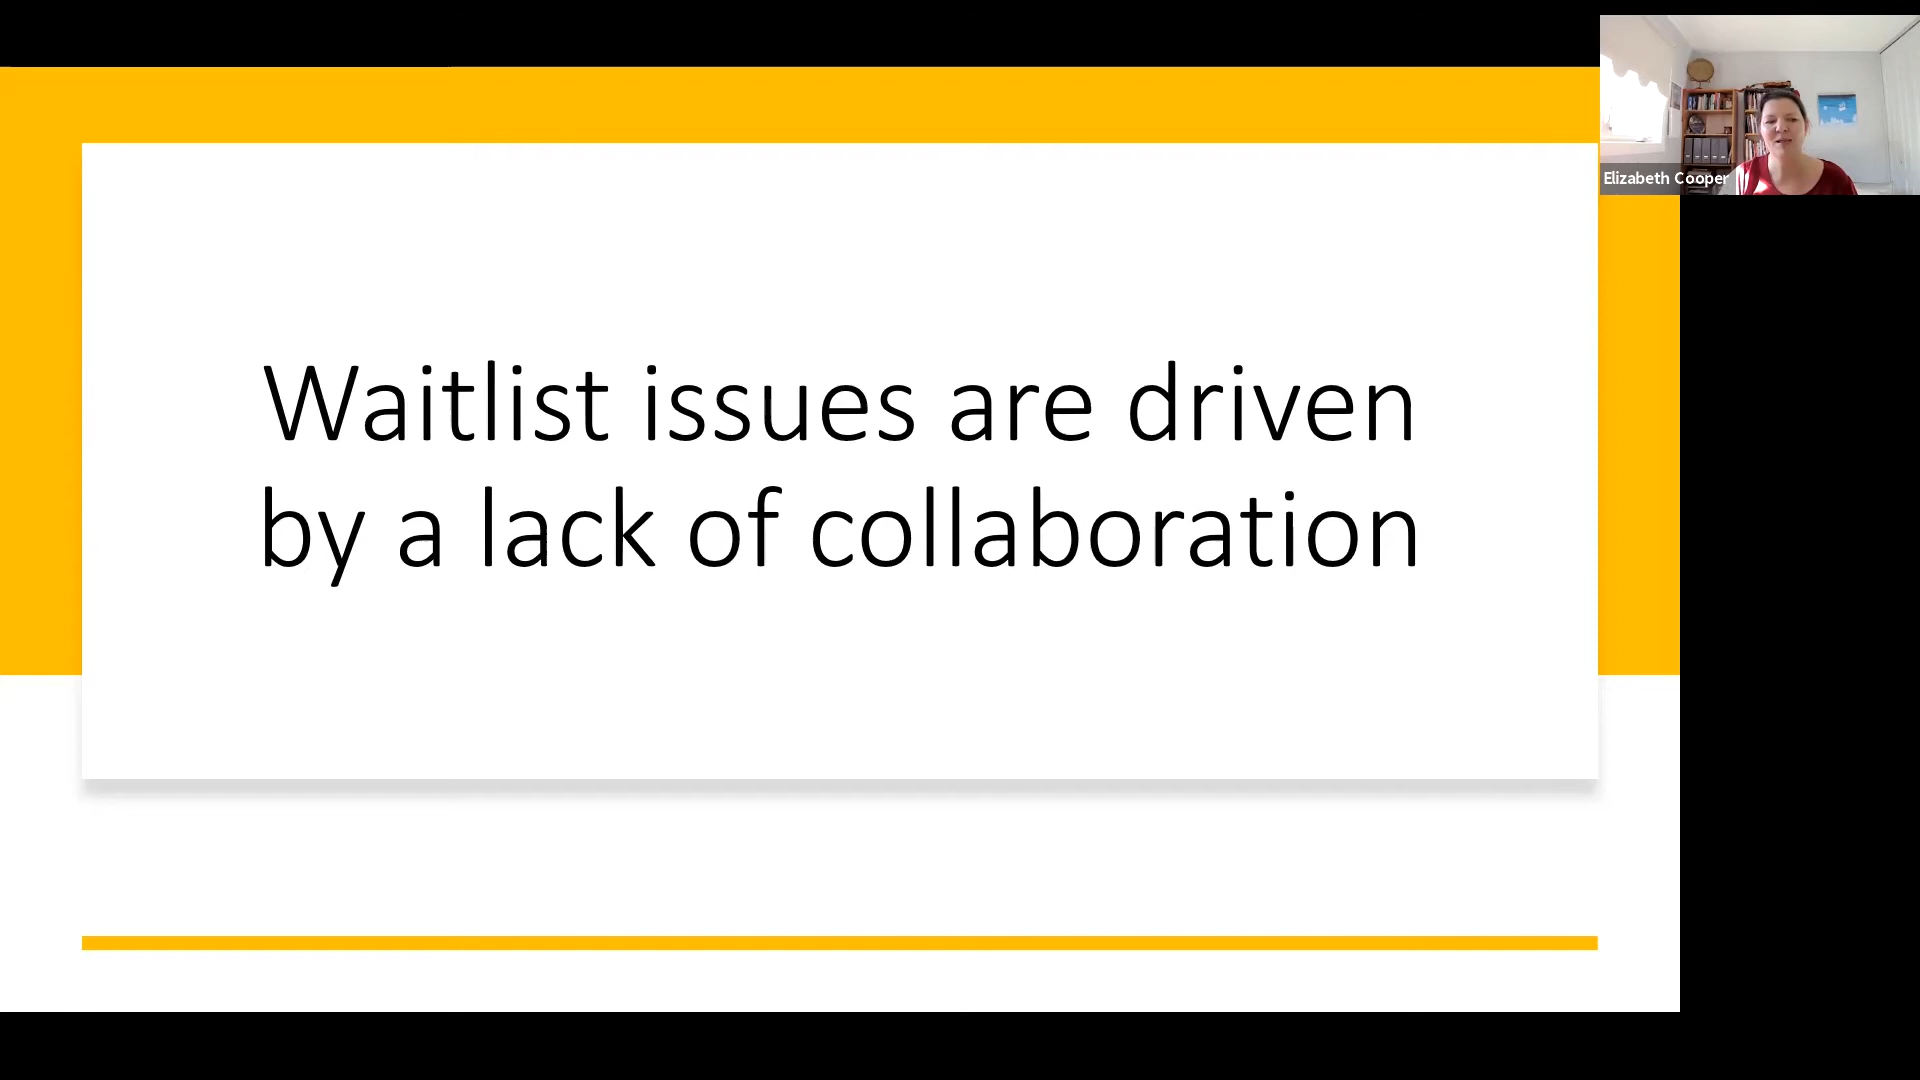 Waitlist issues are driven
by a lack of collaboration
Elizabeth Cooper